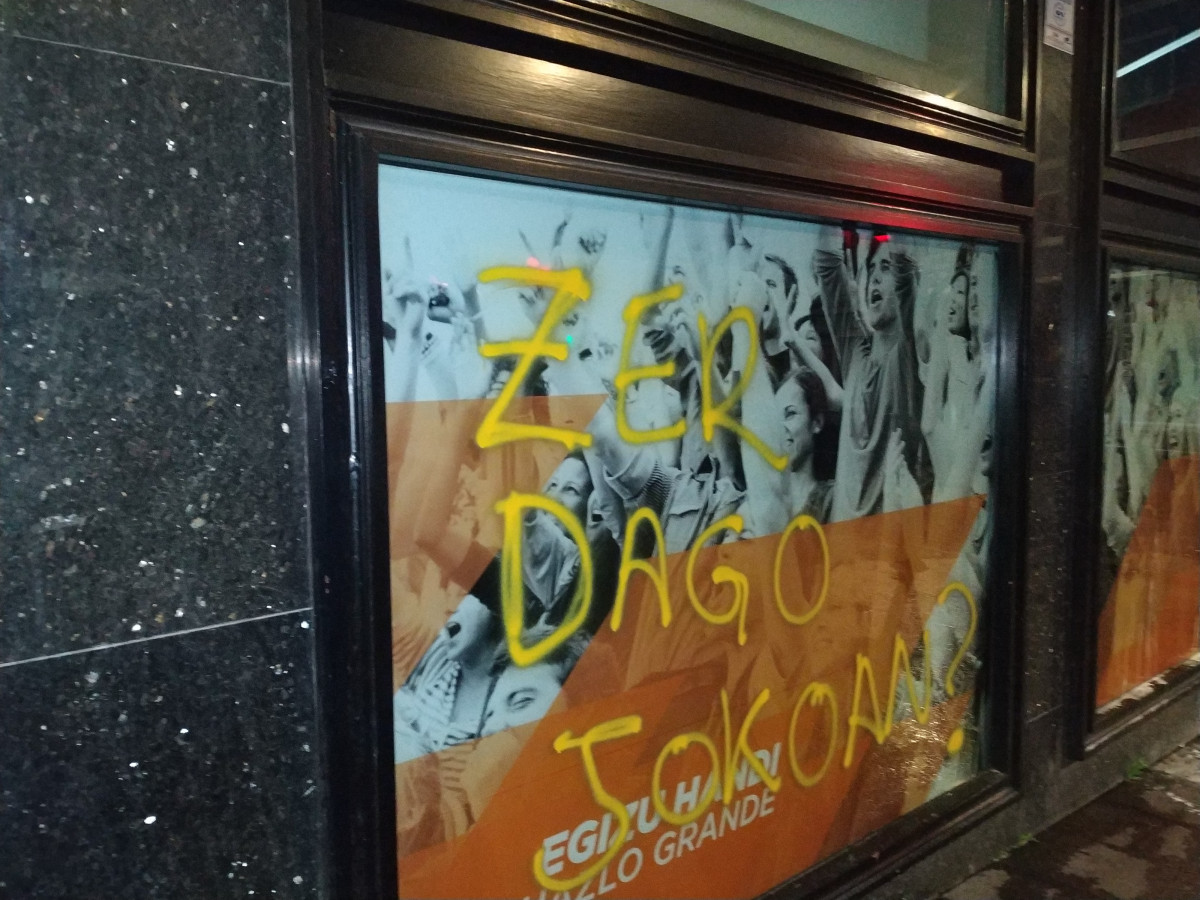 ZER
DAGO
JOKOAN?
EGIZU HANDI
HAZLO GRANDE